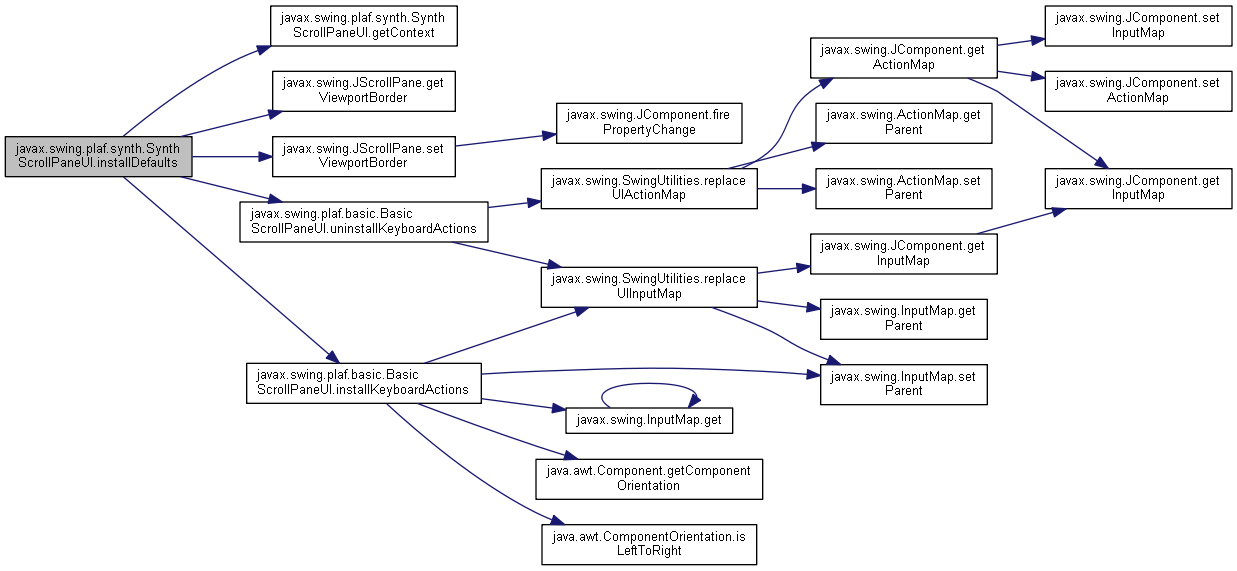 javax.swing.plaf.synth.Synth
ScrollPaneUI.installDefaults
javax.swing.plaf.synth.Synth
ScrollPaneUI.getContext
javax.swing.JScrollPane.get
ViewportBorder
javax.swing.JScrollPane.set
ViewportBorder
javax.swing.plaf.basic.Basic
ScrollPaneUI.uninstallKeyboardActions
javax.swing.plaf.basic.Basic
ScrollPaneUI.installKeyboardActions
javax.swing.JComponent.fire
PropertyChange
javax.swing.SwingUtilities.replace
UIActionMap
javax.swing.SwingUtilities.replace
UIInputMap
javax.swing.InputMap.get
java.awt.Component.getComponent
Orientation
java.awt.ComponentOrientation.is
LeftToRight
javax.swing.JComponent.get
ActionMap
javax.swing.ActionMap.get
Parent
javax.swing.ActionMap.set
Parent
javax.swing.JComponent.get
InputMap
javax.swing.InputMap.get
Parent
javax.swing.InputMap.set
Parent
javax.swing.JComponent.set
InputMap
javax.swing.JComponent.set
ActionMap
javax.swing.JComponent.get
InputMap